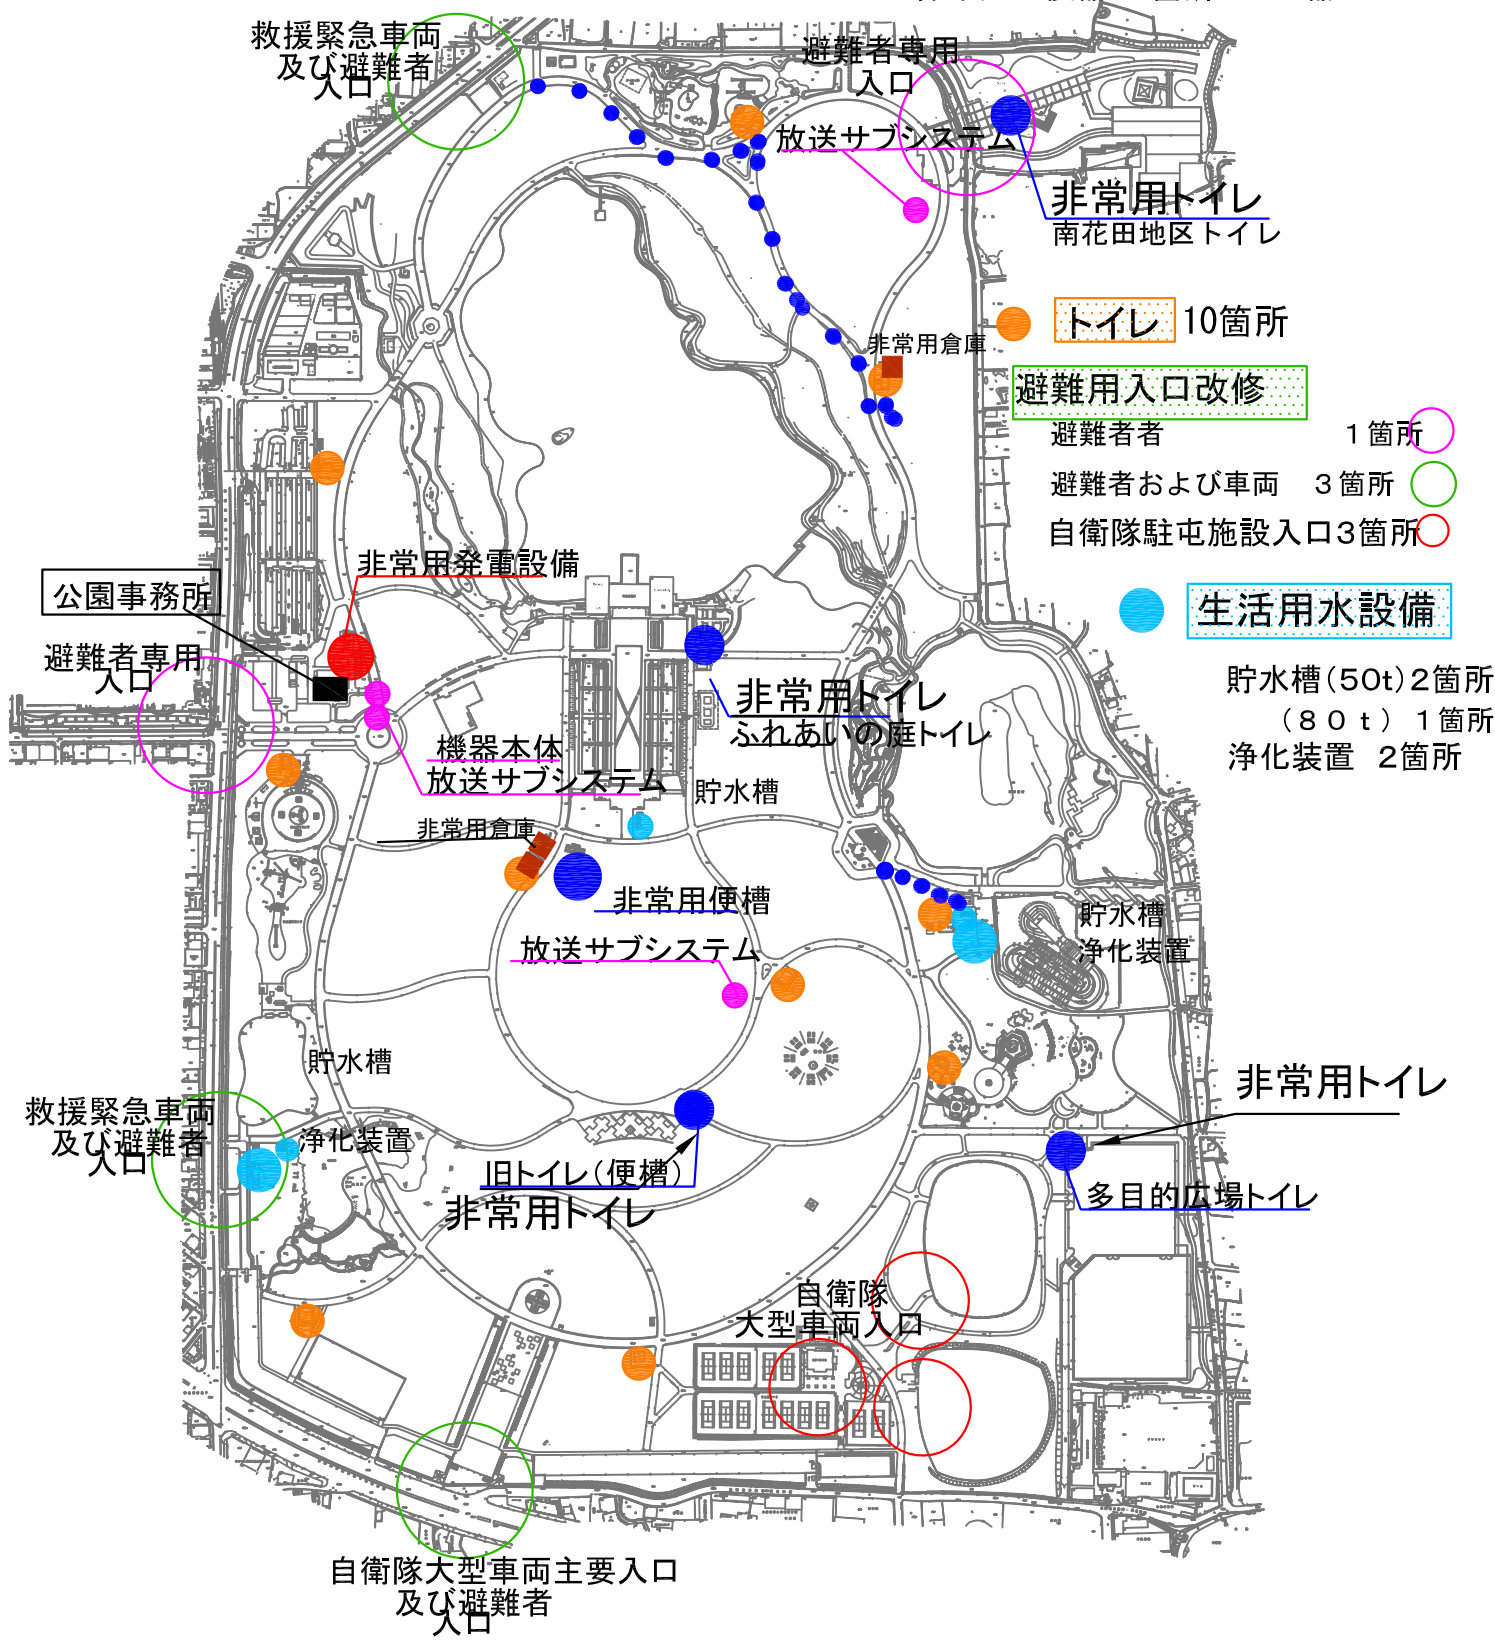 救援緊急車両
及び避難者
入口
避難者専用
入口
放送サブシステム
非常用トイレ
南花田地区トイレ
トイレ 10箇所
非常用倉庫
避難用入口改修
避難者者 1箇所
避難者および車両 3箇所
自衛隊駐屯施設入口3箇所
非常用発電設備
公園事務所
生活用水設備
避難者専用
入口
貯水槽(50t)2箇所
(80t) 1箇所
浄化装置 2箇所
非常用トイレ
ふれあいの庭トイレ
機器本体
放送サブシステム
貯水槽
非常用倉庫
非常用便槽
貯水槽
浄化装置
放送サブシステム
貯水槽
非常用トイレ
救援緊急車両
及び避難者
入口
浄化装置
旧トイレ(便槽)
非常用トイレ
多目的広場トイレ
自衛隊
大型車両入口
自衛隊大型車両主要入口
及び避難者
入口